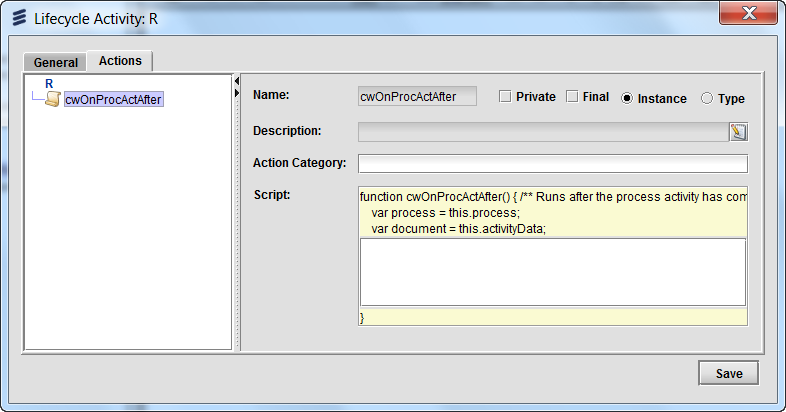 Lifecycle Activity: R
General
Actions
R
cwOnProcActAfter
Name:
cwOnProcActAfter
Private
Final
Instance
Type
Description:
Action Category:
Script:
function cwOnProcActAfter() { /** Runs after the process activity has com
var process = this.process;
var document = this.activityData;
}
Save